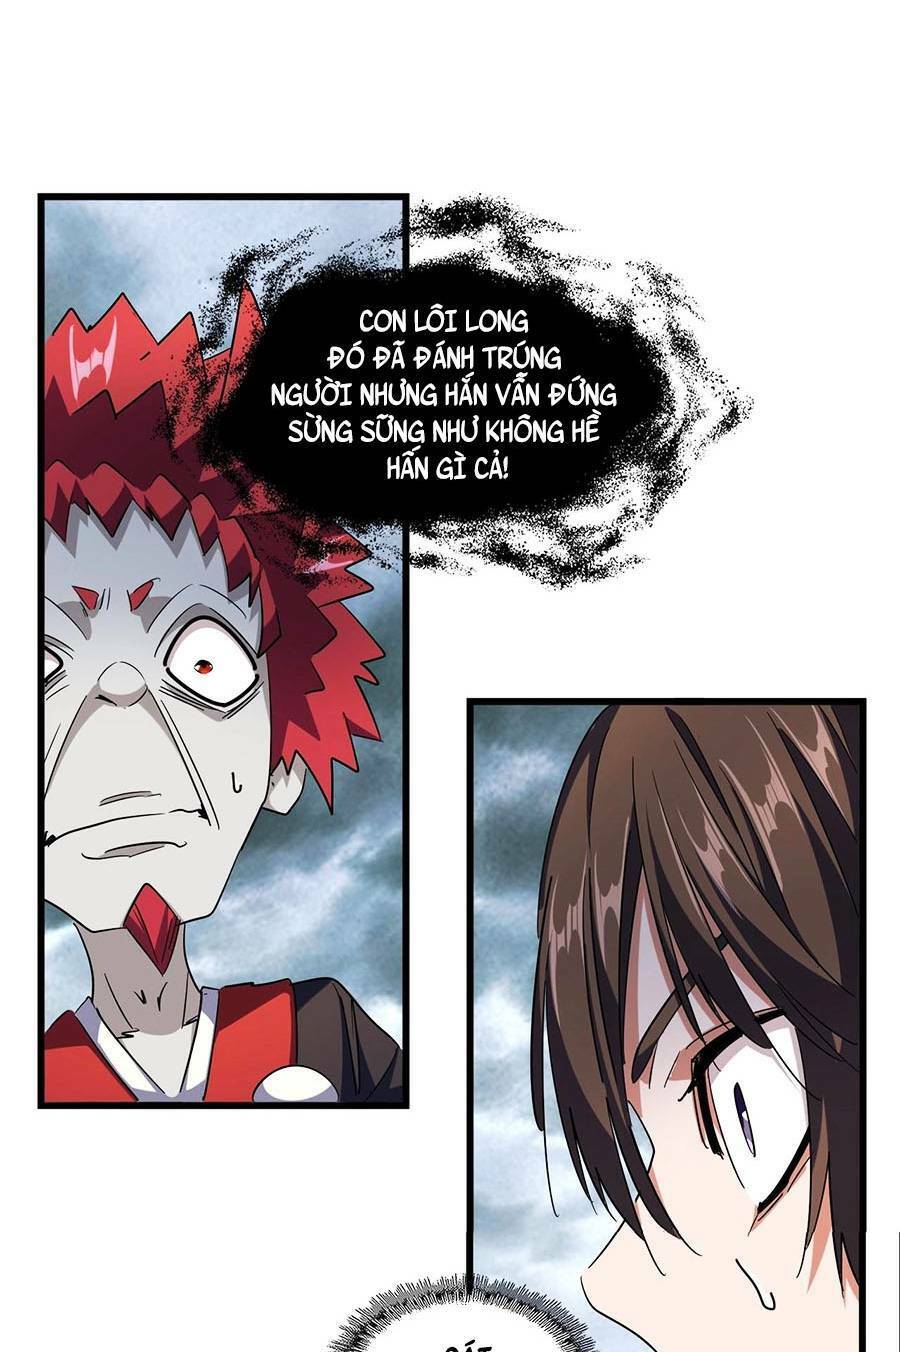 CON LÔI LONG
ĐÓ ĐÃ ĐÁNH TRÚNG
NGƯỜI NHƯNG HẮN VẪN ĐỨNG
SỪNG SỮNG NHƯ KHÔNG HỀ
HẤN GÌ CẢ!